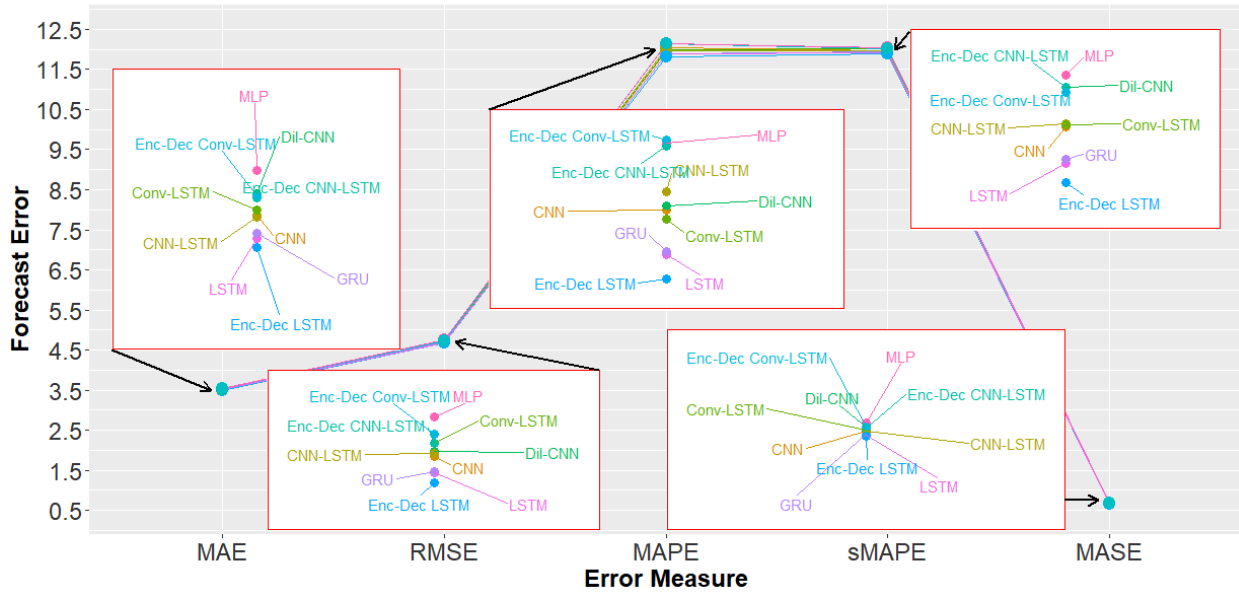 Forecast Error
12.5
11.5
10.5
9.5
8.5
7.5
6.5
5.5
4.5
3.5
2.5
1.5
0.5
MLP
Dil-CNN
Enc-Dec Conv-LSTM
Enc-Dec CNN-LSTM
Conv-LSTM
CNN-LSTM
CNN
GRU
LSTM
Enc-Dec LSTM
Enc-Dec Conv-LSTM
MLP
Enc-Dec CNN-LSTM
Conv-LSTM
CNN-LSTM
Dil-CNN
CNN
GRU
Enc-Dec LSTM
LSTM
Enc-Dec Conv-LSTM
MLP
Enc-Dec CNN-LSTM
CNN-LSTM
CNN
Dil-CNN
GRU
Conv-LSTM
Enc-Dec LSTM
LSTM
Enc-Dec CNN-LSTM
MLP
Dil-CNN
Enc-Dec Conv-LSTM
CNN-LSTM
Conv-LSTM
CNN
GRU
LSTM
Enc-Dec LSTM
Enc-Dec Conv-LSTM
MLP
Dil-CNN
Enc-Dec CNN-LSTM
Conv-LSTM
CNN
CNN-LSTM
Enc-Dec LSTM
LSTM
GRU
MAE
RMSE
MAPE
sMAPE
MASE
Error Measure